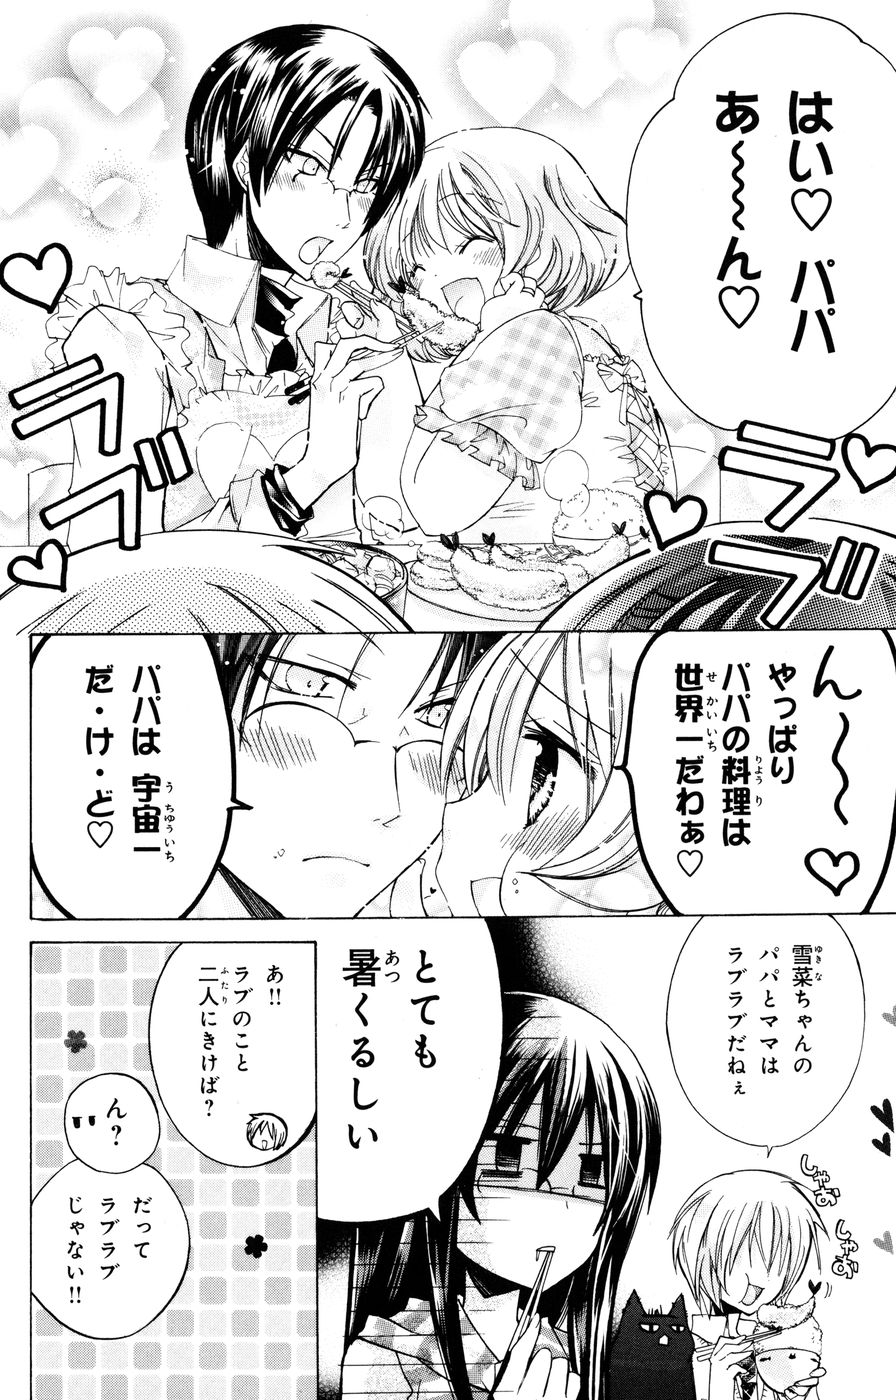 はい♡ パパ
あ〜〜〜ん♡
ラブ
ラブ
ん〜〜♡
やっぱり
パパの料理は
世界一だわぁ♡
パパは 宇宙一
だ・け・ど♡
雪菜ちゃんの
パパとママは
ラブラブだねぇ
しゃお
しゃお
とても
暑くるしい
あ!!
ラブのこと
二人にきけば?
ん?
だって
ラブラブ
じゃない!!